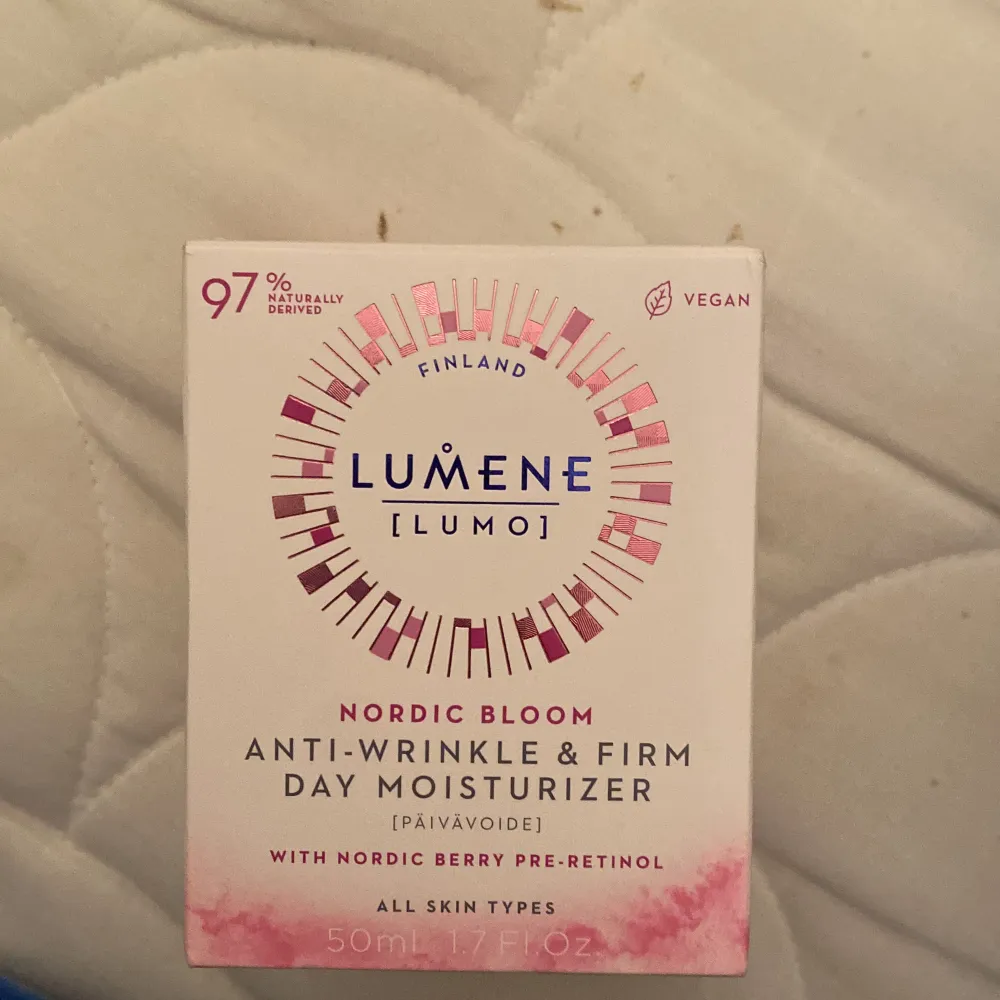 97%
NATURALLY
DERIVED
VEGAN
FINLAND
LUMENE
[LUMO]
NORDIC BLOOM
ANTI-WRINKLE & FIRM
DAY MOISTURIZER
[PÄIVÄVOIDE]
WITH NORDIC BERRY PRE-RETINOL
ALL SKIN TYPES
50ml 1.7 Fl.Oz.